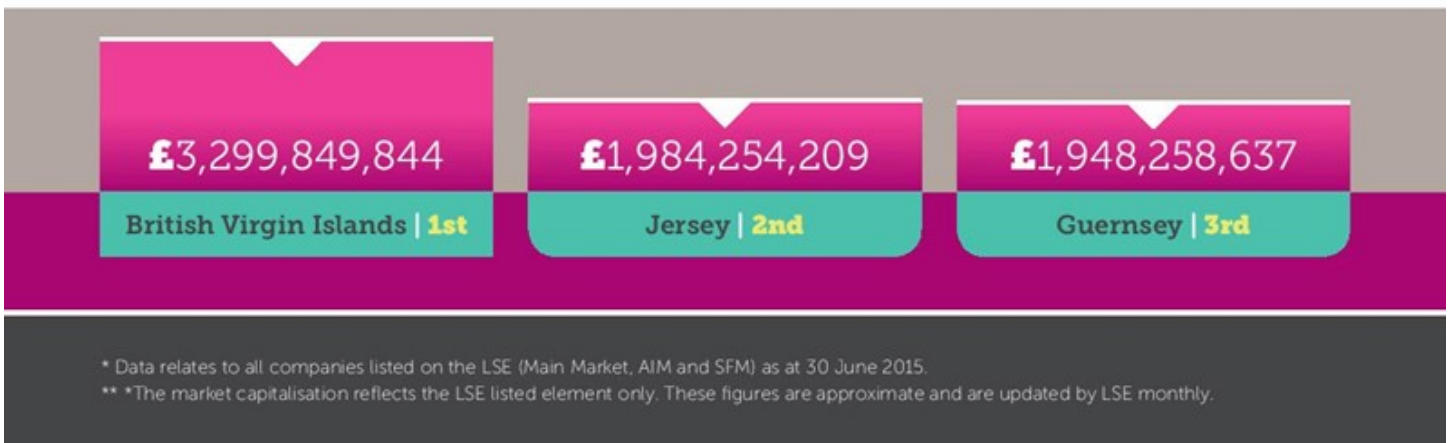 £3,299,849,844
British Virgin Islands | 1st
£1,984,254,209
Jersey | 2nd
£1,948,258,637
Guernsey | 3rd
* Data relates to all companies listed on the LSE (Main Market, AIM and SFM) as at 30 June 2015.
** *The market capitalisation reflects the LSE listed element only. These figures are approximate and are updated by LSE monthly.